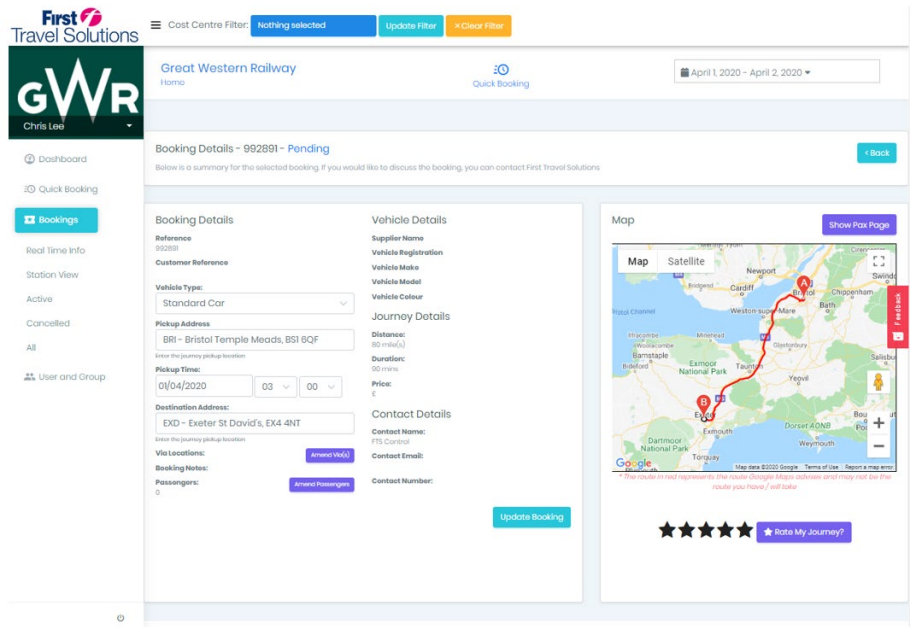 First
Travel Solutions
Cost Centre Filter: Nothing selected Update Filter ×Clear Filter
GWR
Chris Lee
Great Western Railway
Home
Quick Booking
April 1, 2020 - April 2, 2020
Dashboard
Quick Booking
Bookings
Real Time Info
Station View
Active
Cancelled
All
User and Group
Booking Details - 992891 - Pending
Below is a summary for the selected booking. If you would like to discuss the booking, you can contact First Travel Solutions
< Back
Booking Details
Reference
992891
Customer Reference
Vehicle Type:
Standard Car
Pickup Address
BRI - Bristol Temple Meads, BS1 6QF
Enter the journey pickup location
Pickup Time:
01/04/2020 03 00
Destination Address:
EXD - Exeter St David's, EX4 4NT
Enter the journey pickup location
Via Locations: Amend Via(s)
Booking Notes:
Passengers: Amend Passengers
0
Vehicle Details
Supplier Name
Vehicle Registration
Vehicle Make
Vehicle Model
Vehicle Colour
Journey Details
Distance:
80 mile(s)
Duration:
90 mins
Price:
£
Contact Details
Contact Name:
FTS Control
Contact Email:
Contact Number:
Update Booking
Map
Show Pax Page
Map Satellite
Newport
Swindo
Bridgend
Cardiff
A
Bristol
Chippenham
Bristol Channel
Weston-super-Mare
Bath
Ilfracombe
Minehead
Woolacombe
Glastonbury
Barnstaple
Exmoor
National Park
Taunton
Salisbu
Bideford
Yeovil
B
Exeter
Dorset AONB
Exmouth
Weymouth
Dartmoor
National Park
Torquay
Google
Map data ©2020 Google Terms of Use Report a map error
* The route in red represents the route Google Maps advises and may not be the
route you have / will take
Rate My Journey?
Feedback